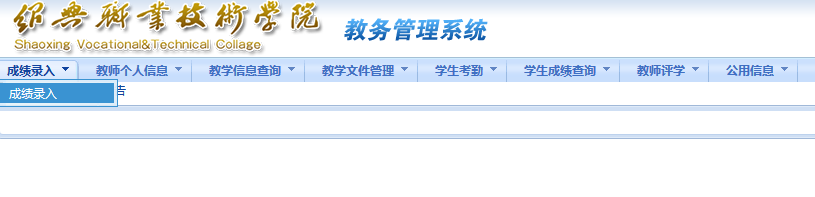 绍兴职业技术学院
Shaoxing Vocational&Technical Collage
教务管理系统
成绩录入 教师个人信息 教学信息查询 教学文件管理 学生考勤 学生成绩查询 教师评学 公用信息
成绩录入 告